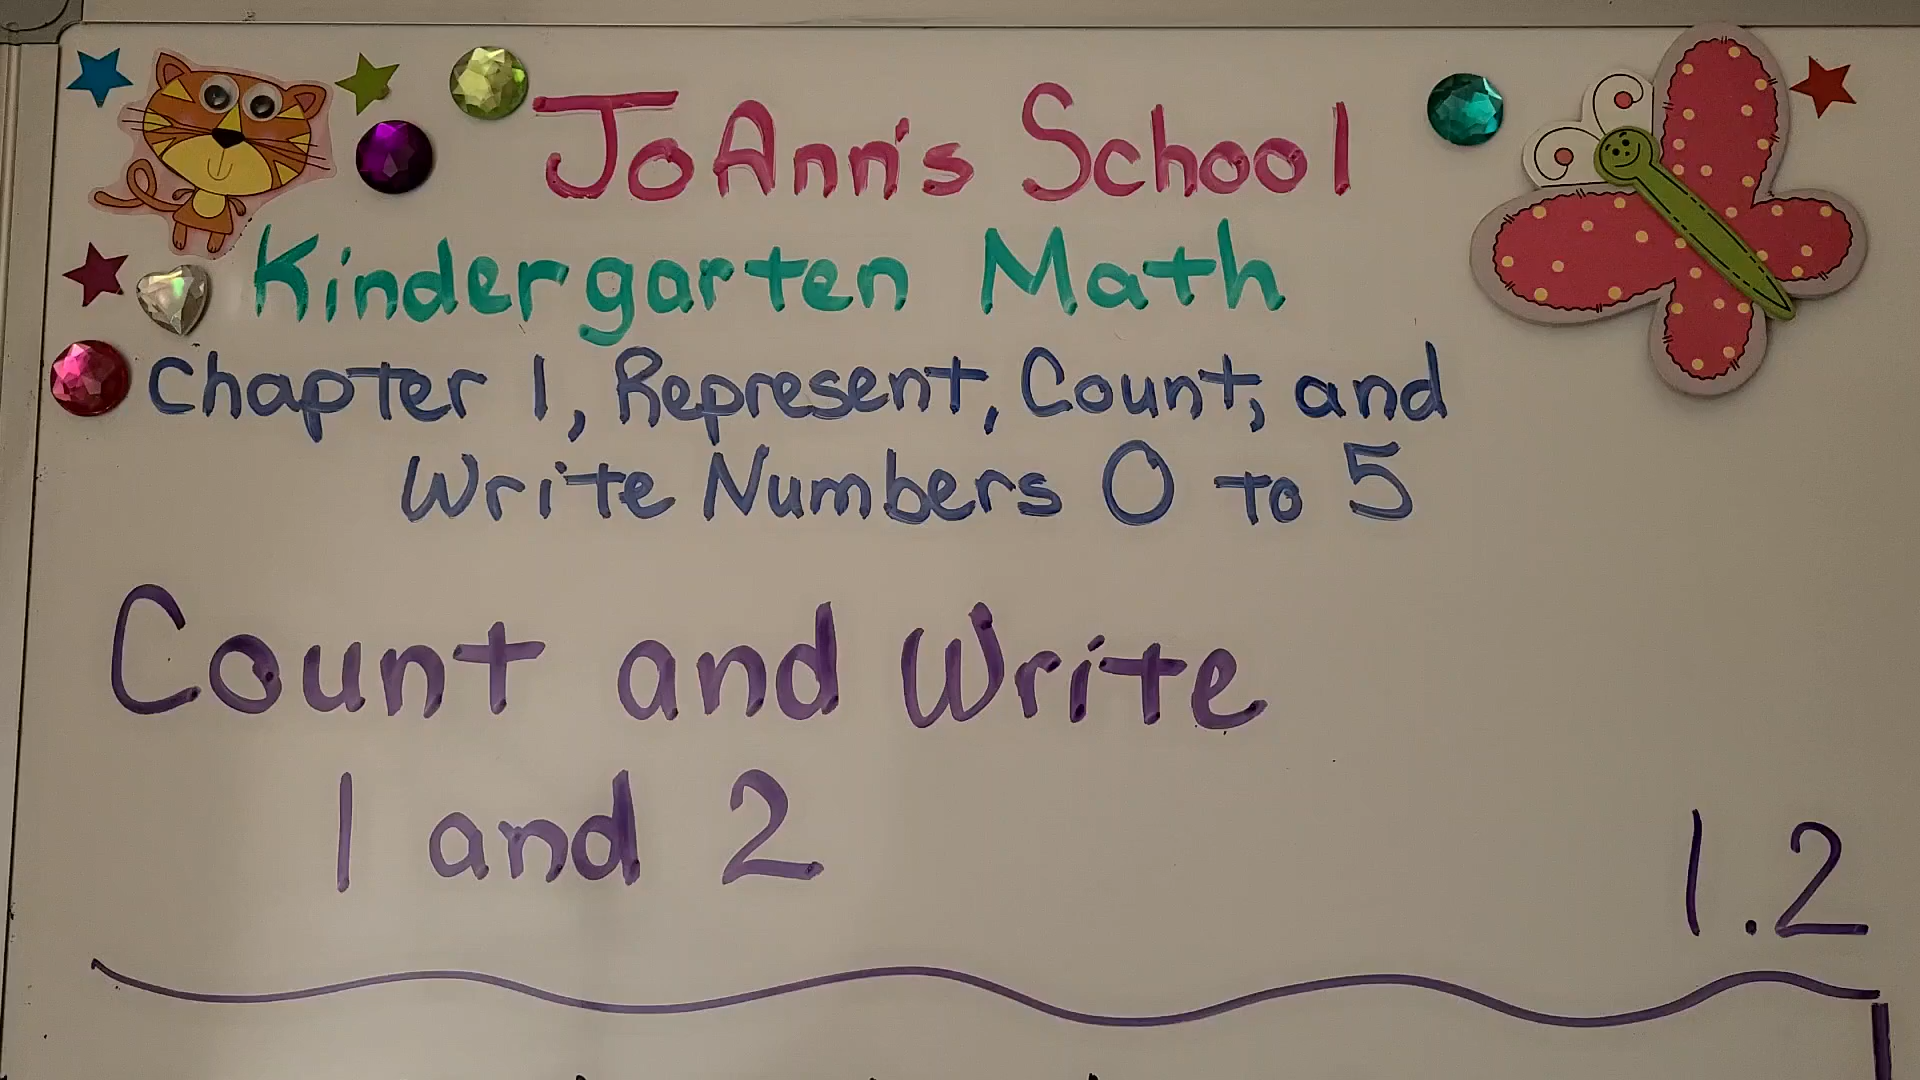 JoAnn's School
Kindergarten Math
Chapter 1, Represent, Count, and
Write Numbers 0 to 5
Count and Write
1 and 2
1.2